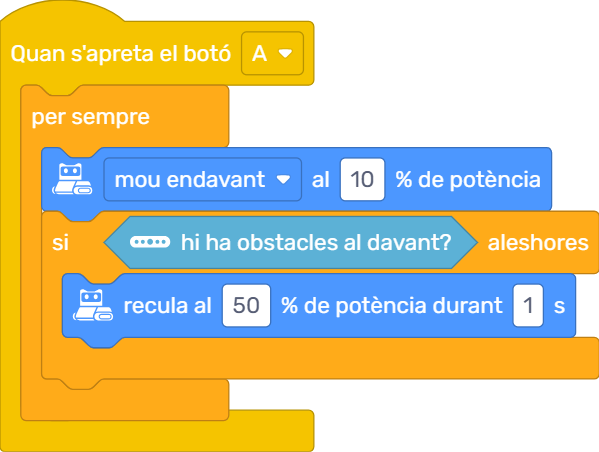 Quan s'apreta el botó A
per sempre
mou endavant al 10 % de potència
si hi ha obstacles al davant? aleshores
recula al 50 % de potència durant 1 s